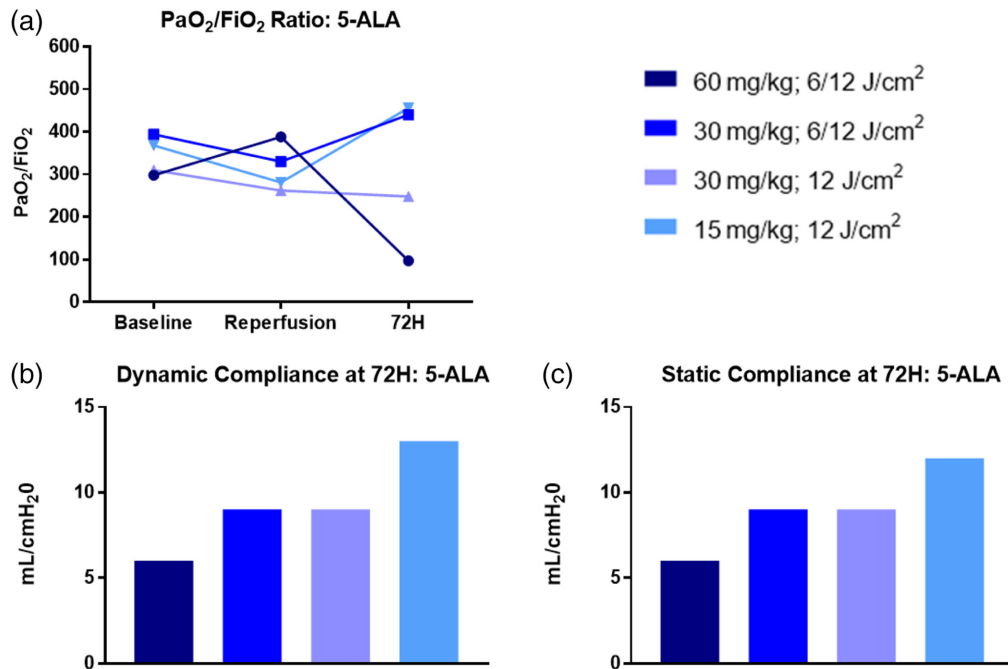 (a)
PaO₂/FiO₂ Ratio: 5-ALA
PaO₂/FiO₂
600
500
400
300
200
100
0
Baseline Reperfusion 72H
60 mg/kg; 6/12 J/cm²
30 mg/kg; 6/12 J/cm²
30 mg/kg; 12 J/cm²
15 mg/kg; 12 J/cm²
(b)
Dynamic Compliance at 72H: 5-ALA
mL/cmH₂0
15
10
5
0
(c)
Static Compliance at 72H: 5-ALA
mL/cmH₂0
15
10
5
0